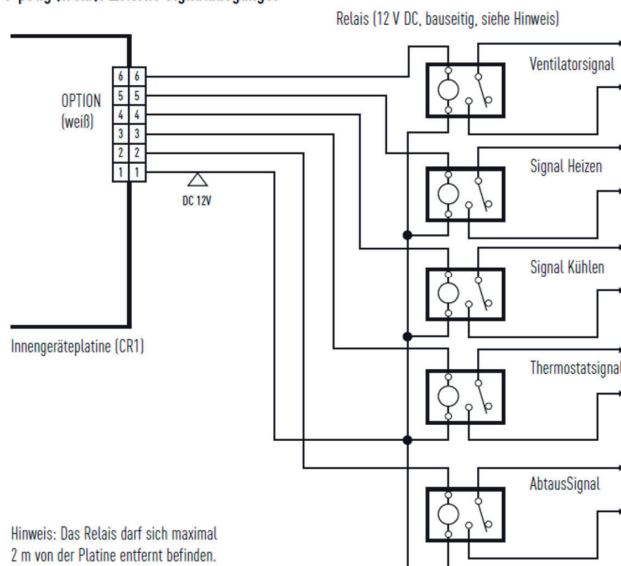 Relais (12 V DC, bauseitig, siehe Hinweis)
Ventilatorsignal
OPTION
(weiß)
6 6
5 5
4 4
3 3
2 2
1 1
DC 12V
Signal Heizen
Signal Kühlen
Innengeräteplatine (CR1)
Thermostatsignal
AbtausSignal
Hinweis: Das Relais darf sich maximal
2 m von der Platine entfernt befinden.